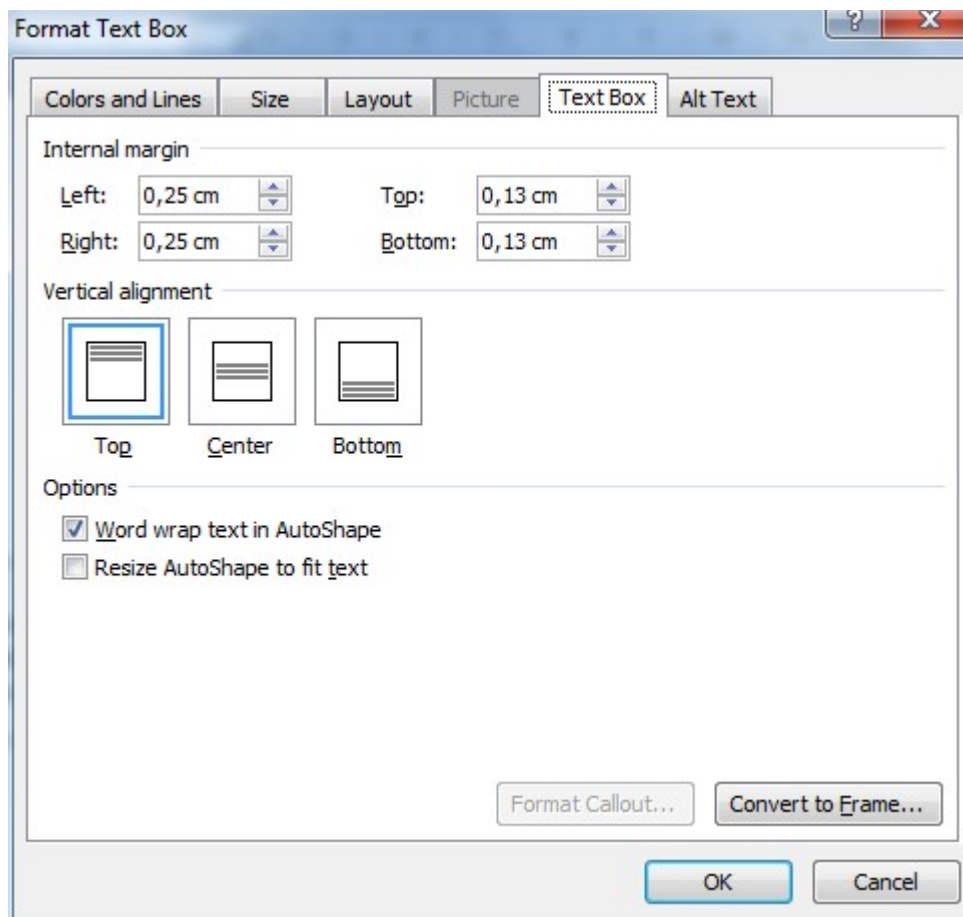 Format Text Box
Colors and Lines Size Layout Picture Text Box Alt Text
Internal margin
Left: 0,25 cm Top: 0,13 cm
Right: 0,25 cm Bottom: 0,13 cm
Vertical alignment
Top Center Bottom
Options
Word wrap text in AutoShape
Resize AutoShape to fit text
Format Callout... Convert to Frame...
OK Cancel